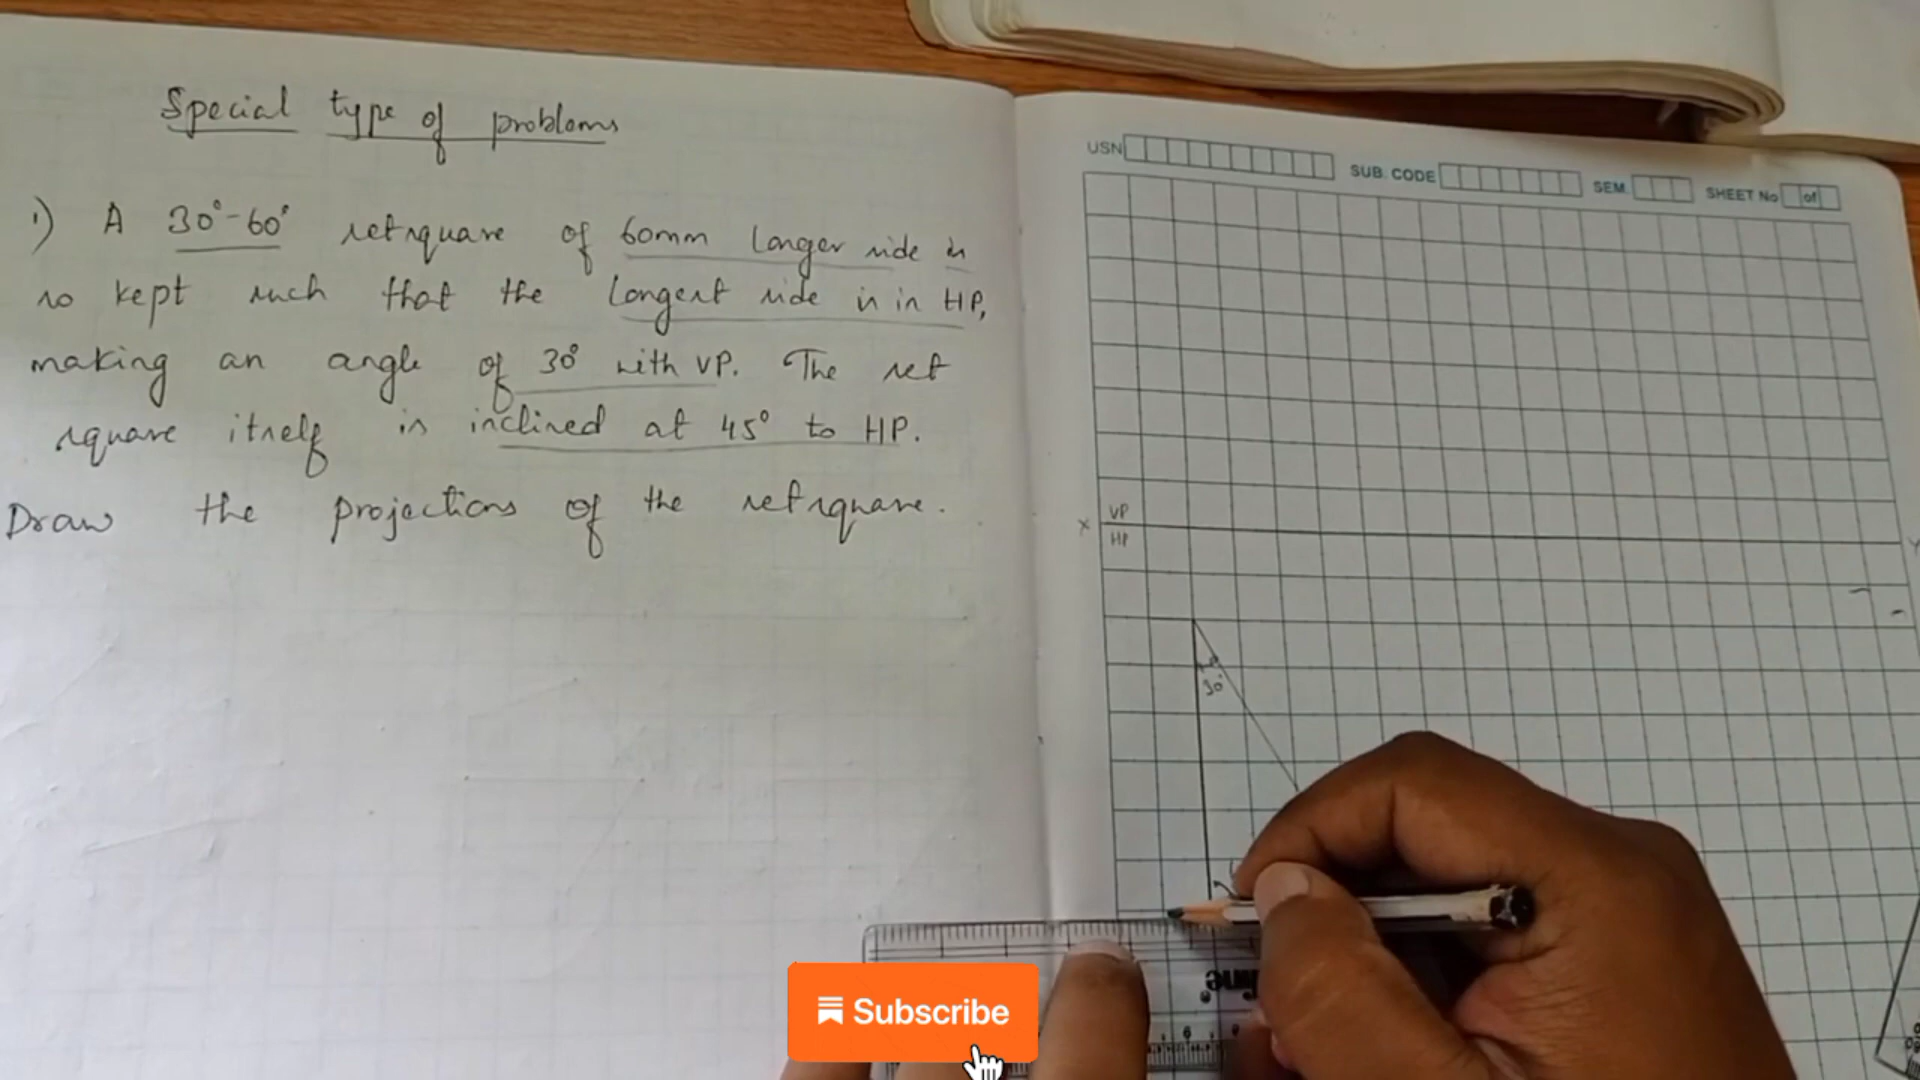 Special type of problems
1) A 30°-60° setsquare of 60mm longer side is
so kept such that the longest side is in HP,
making an angle of 30° with VP. The set
square itself is inclined at 45° to HP.
Draw the projections of the setsquare.
USN SUB. CODE SEM. SHEET No of
X VP Y
HP
30°
Subscribe